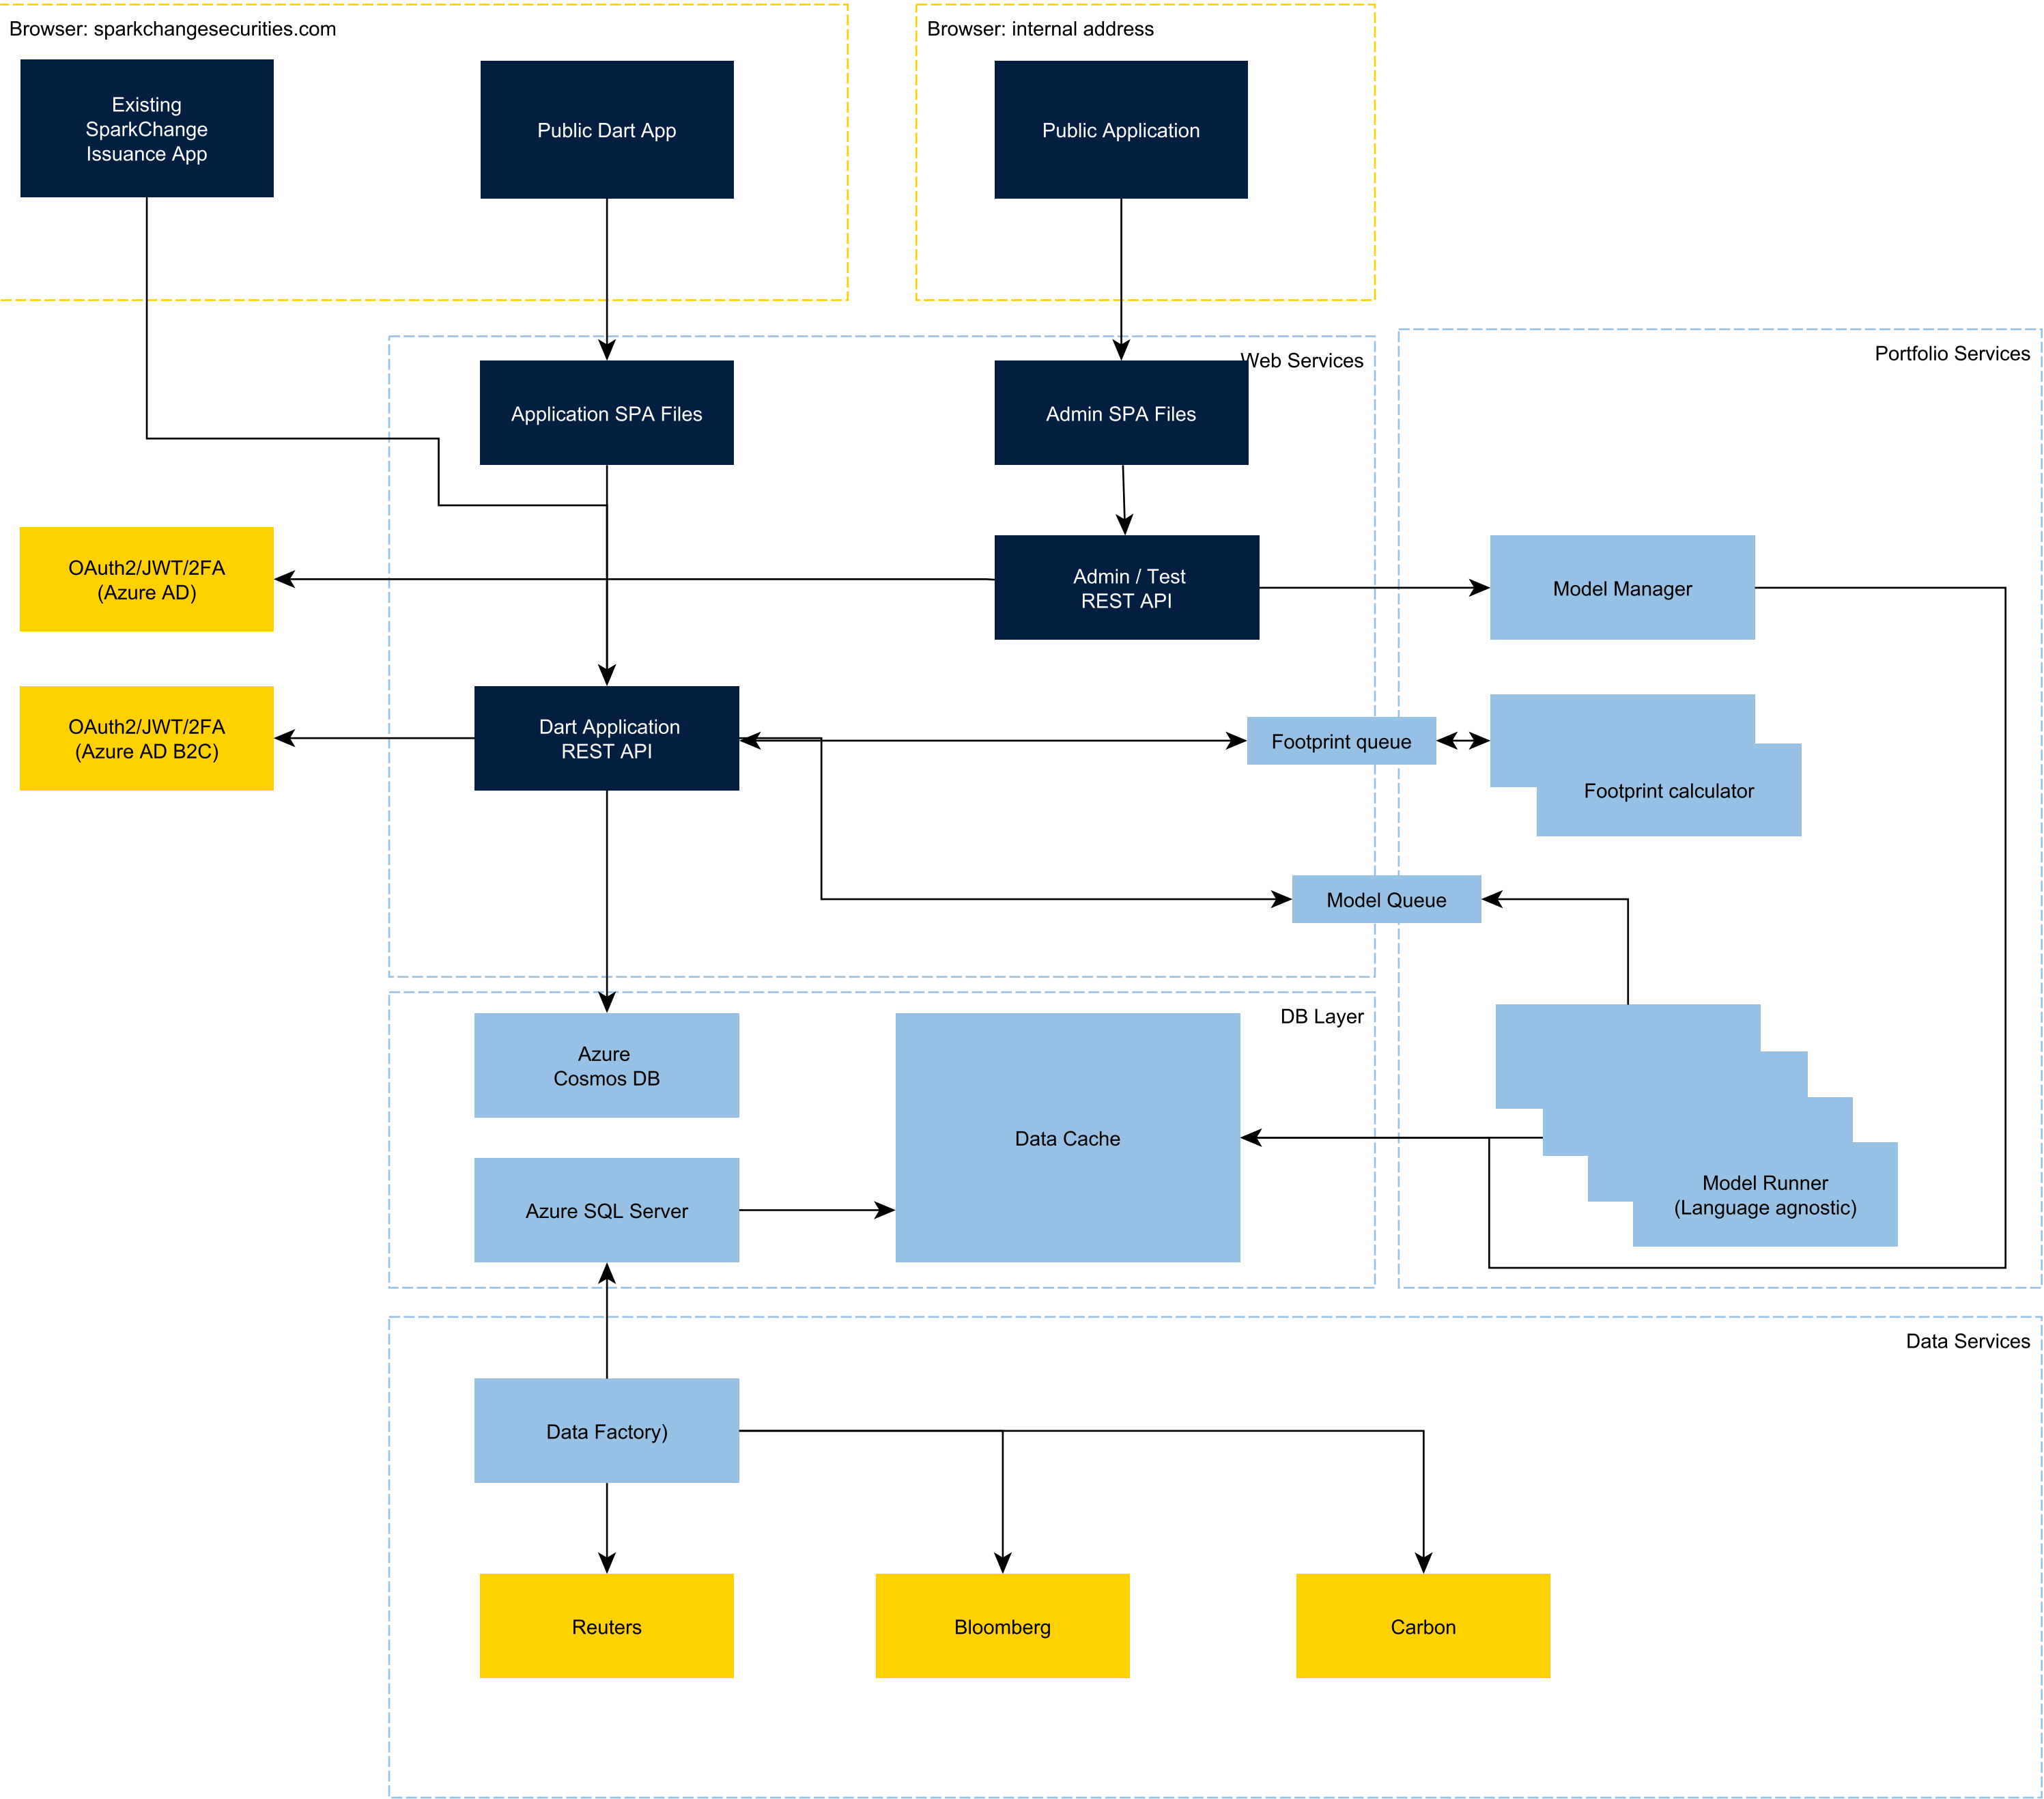 Browser: sparkchangesecurities.com
Browser: internal address
Existing
SparkChange
Issuance App
Public Dart App
Public Application
Web Services
Portfolio Services
Application SPA Files
Admin SPA Files
OAuth2/JWT/2FA
(Azure AD)
Admin / Test
REST API
Model Manager
OAuth2/JWT/2FA
(Azure AD B2C)
Dart Application
REST API
Footprint queue
Footprint calculator
Model Queue
DB Layer
Azure
Cosmos DB
Data Cache
Azure SQL Server
Model Runner
(Language agnostic)
Data Services
Data Factory)
Reuters
Bloomberg
Carbon